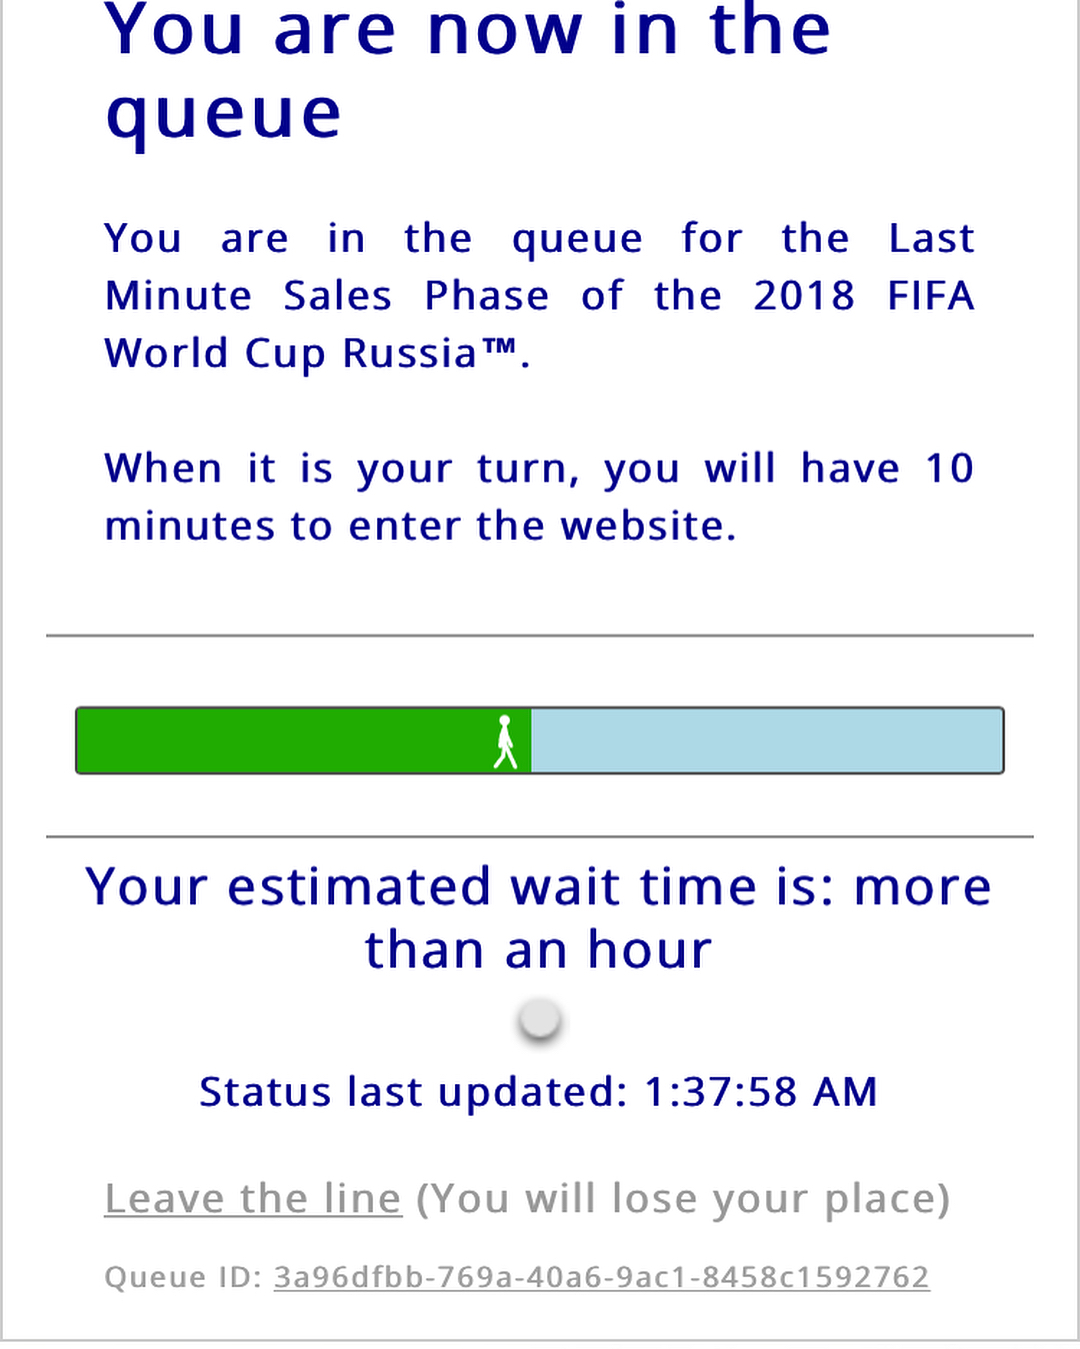 You are now in the
queue
You are in the queue for the Last
Minute Sales Phase of the 2018 FIFA
World Cup Russia™.
When it is your turn, you will have 10
minutes to enter the website.
Your estimated wait time is: more
than an hour
Status last updated: 1:37:58 AM
Leave the line (You will lose your place)
Queue ID: 3a96dfbb-769a-40a6-9ac1-8458c1592762